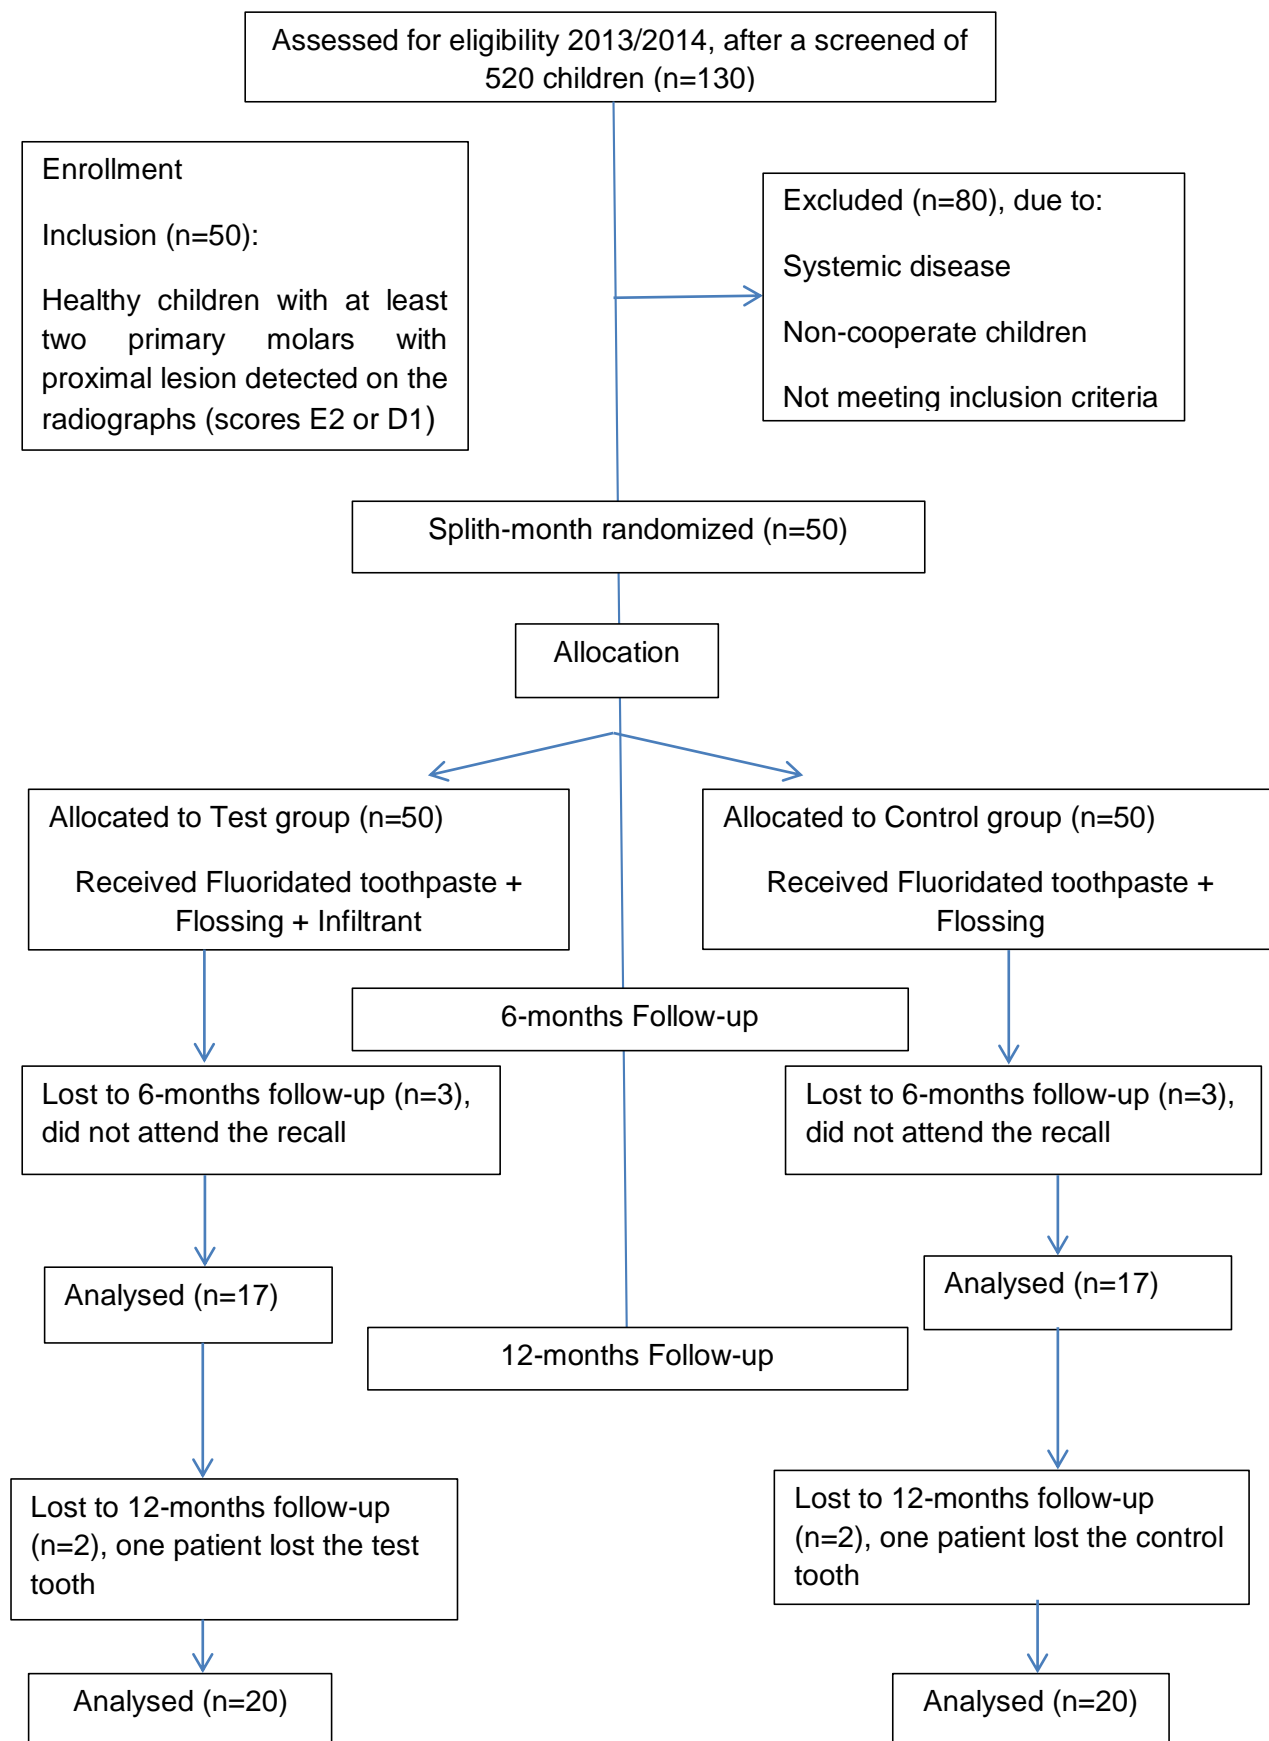 Assessed for eligibility 2013/2014, after a screened of
520 children (n=130)
Enrollment
Inclusion (n=50):
Healthy children with at least
two primary molars with
proximal lesion detected on the
radiographs (scores E2 or D1)
Excluded (n=80), due to:
Systemic disease
Non-cooperate children
Not meeting inclusion criteria
Splith-month randomized (n=50)
Allocation
Allocated to Test group (n=50)
Received Fluoridated toothpaste +
Flossing + Infiltrant
Allocated to Control group (n=50)
Received Fluoridated toothpaste +
Flossing
6-months Follow-up
Lost to 6-months follow-up (n=3),
did not attend the recall
Lost to 6-months follow-up (n=3),
did not attend the recall
Analysed (n=17)
Analysed (n=17)
12-months Follow-up
Lost to 12-months follow-up
(n=2), one patient lost the test
tooth
Lost to 12-months follow-up
(n=2), one patient lost the control
tooth
Analysed (n=20)
Analysed (n=20)